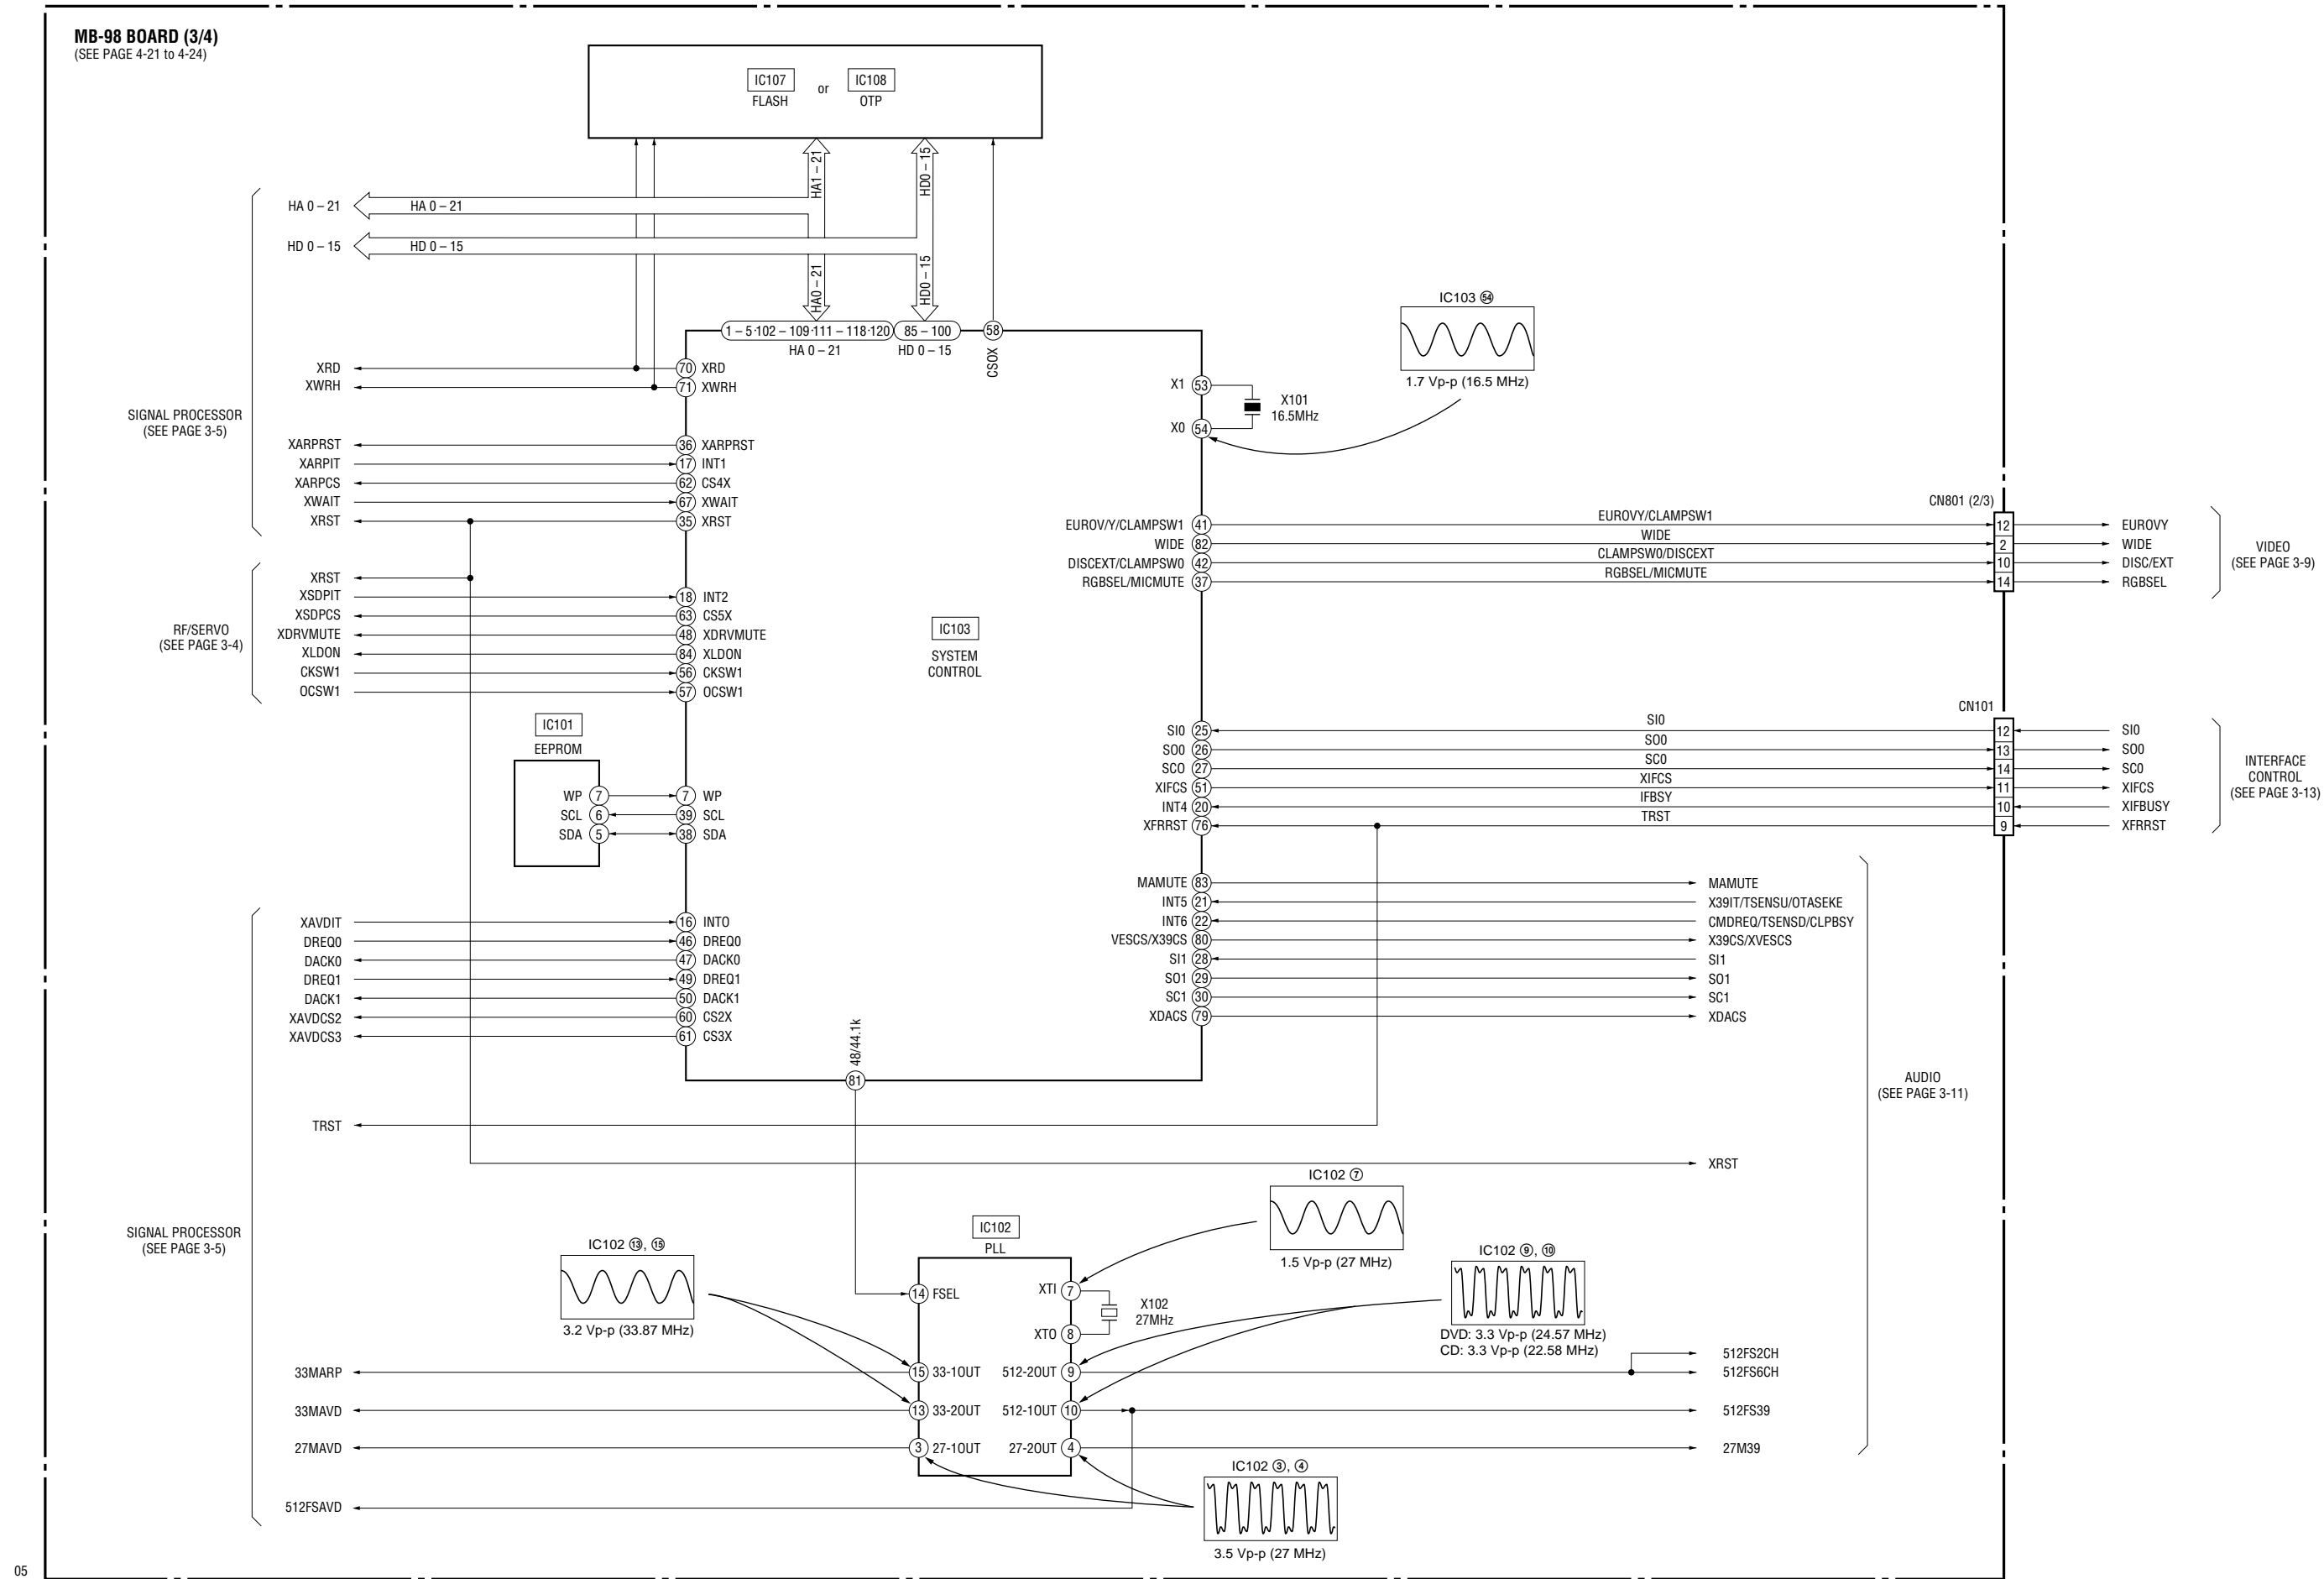 MB-98 BOARD (3/4)
(SEE PAGE 4-21 to 4-24)
IC107
FLASH
or
IC108
OTP
HA1 – 21
HD0 – 15
HA 0 – 21
HA 0 – 21
HD 0 – 15
HD 0 – 15
HA0 – 21
HD0 – 15
1 – 5·102 – 109·111 – 118·120
85 – 100
58
HA 0 – 21
HD 0 – 15
CSOX
SIGNAL PROCESSOR
(SEE PAGE 3-5)
XRD
70 XRD
XWRH
71 XWRH
XARPRST
36 XARPRST
XARPIT
17 INT1
XARPCS
62 CS4X
XWAIT
67 XWAIT
XRST
35 XRST
RF/SERVO
(SEE PAGE 3-4)
XRST
XSDPIT
18 INT2
XSDPCS
63 CS5X
XDRVMUTE
48 XDRVMUTE
XLDON
84 XLDON
CKSW1
56 CKSW1
OCSW1
57 OCSW1
IC103
SYSTEM
CONTROL
IC103 54
1.7 Vp-p (16.5 MHz)
X1 53
X101
16.5MHz
X0 54
CN801 (2/3)
EUROV/Y/CLAMPSW1 41
EUROVY/CLAMPSW1
12
EUROVY
WIDE 82
WIDE
2
WIDE
DISCEXT/CLAMPSW0 42
CLAMPSW0/DISCEXT
10
DISC/EXT
RGBSEL/MICMUTE 37
RGBSEL/MICMUTE
14
RGBSEL
VIDEO
(SEE PAGE 3-9)
IC101
EEPROM
WP 7
7 WP
SCL 6
39 SCL
SDA 5
38 SDA
CN101
SI0 25
SI0
12
SI0
SO0 26
SO0
13
SO0
SCO 27
SC0
14
SC0
XIFCS 51
XIFCS
11
XIFCS
INT4 20
IFBSY
10
XIFBUSY
XFRRST 76
TRST
9
XFRRST
INTERFACE
CONTROL
(SEE PAGE 3-13)
MAMUTE 83
MAMUTE
INT5 21
X39IT/TSENSU/OTASEKE
INT6 22
CMDREQ/TSENSD/CLPBSY
VESCS/X39CS 80
X39CS/XVESCS
SI1 28
SI1
SO1 29
SO1
SC1 30
SC1
XDACS 79
XDACS
AUDIO
(SEE PAGE 3-11)
XAVDIT
16 INTO
DREQ0
46 DREQ0
DACK0
47 DACK0
DREQ1
49 DREQ1
DACK1
50 DACK1
XAVDCS2
60 CS2X
XAVDCS3
61 CS3X
48/44.1k
81
TRST
XRST
SIGNAL PROCESSOR
(SEE PAGE 3-5)
IC102
PLL
IC102 ⑬, ⑮
3.2 Vp-p (33.87 MHz)
IC102 ⑦
1.5 Vp-p (27 MHz)
IC102 ⑨, ⑩
DVD: 3.3 Vp-p (24.57 MHz)
CD: 3.3 Vp-p (22.58 MHz)
14 FSEL
XTI 7
X102
27MHz
XTO 8
33MARP
15 33-1OUT
512-2OUT 9
512FS2CH
512FS6CH
33MAVD
13 33-2OUT
512-1OUT 10
512FS39
27MAVD
3 27-1OUT
27-2OUT 4
27M39
512FSAVD
IC102 ③, ④
3.5 Vp-p (27 MHz)
05